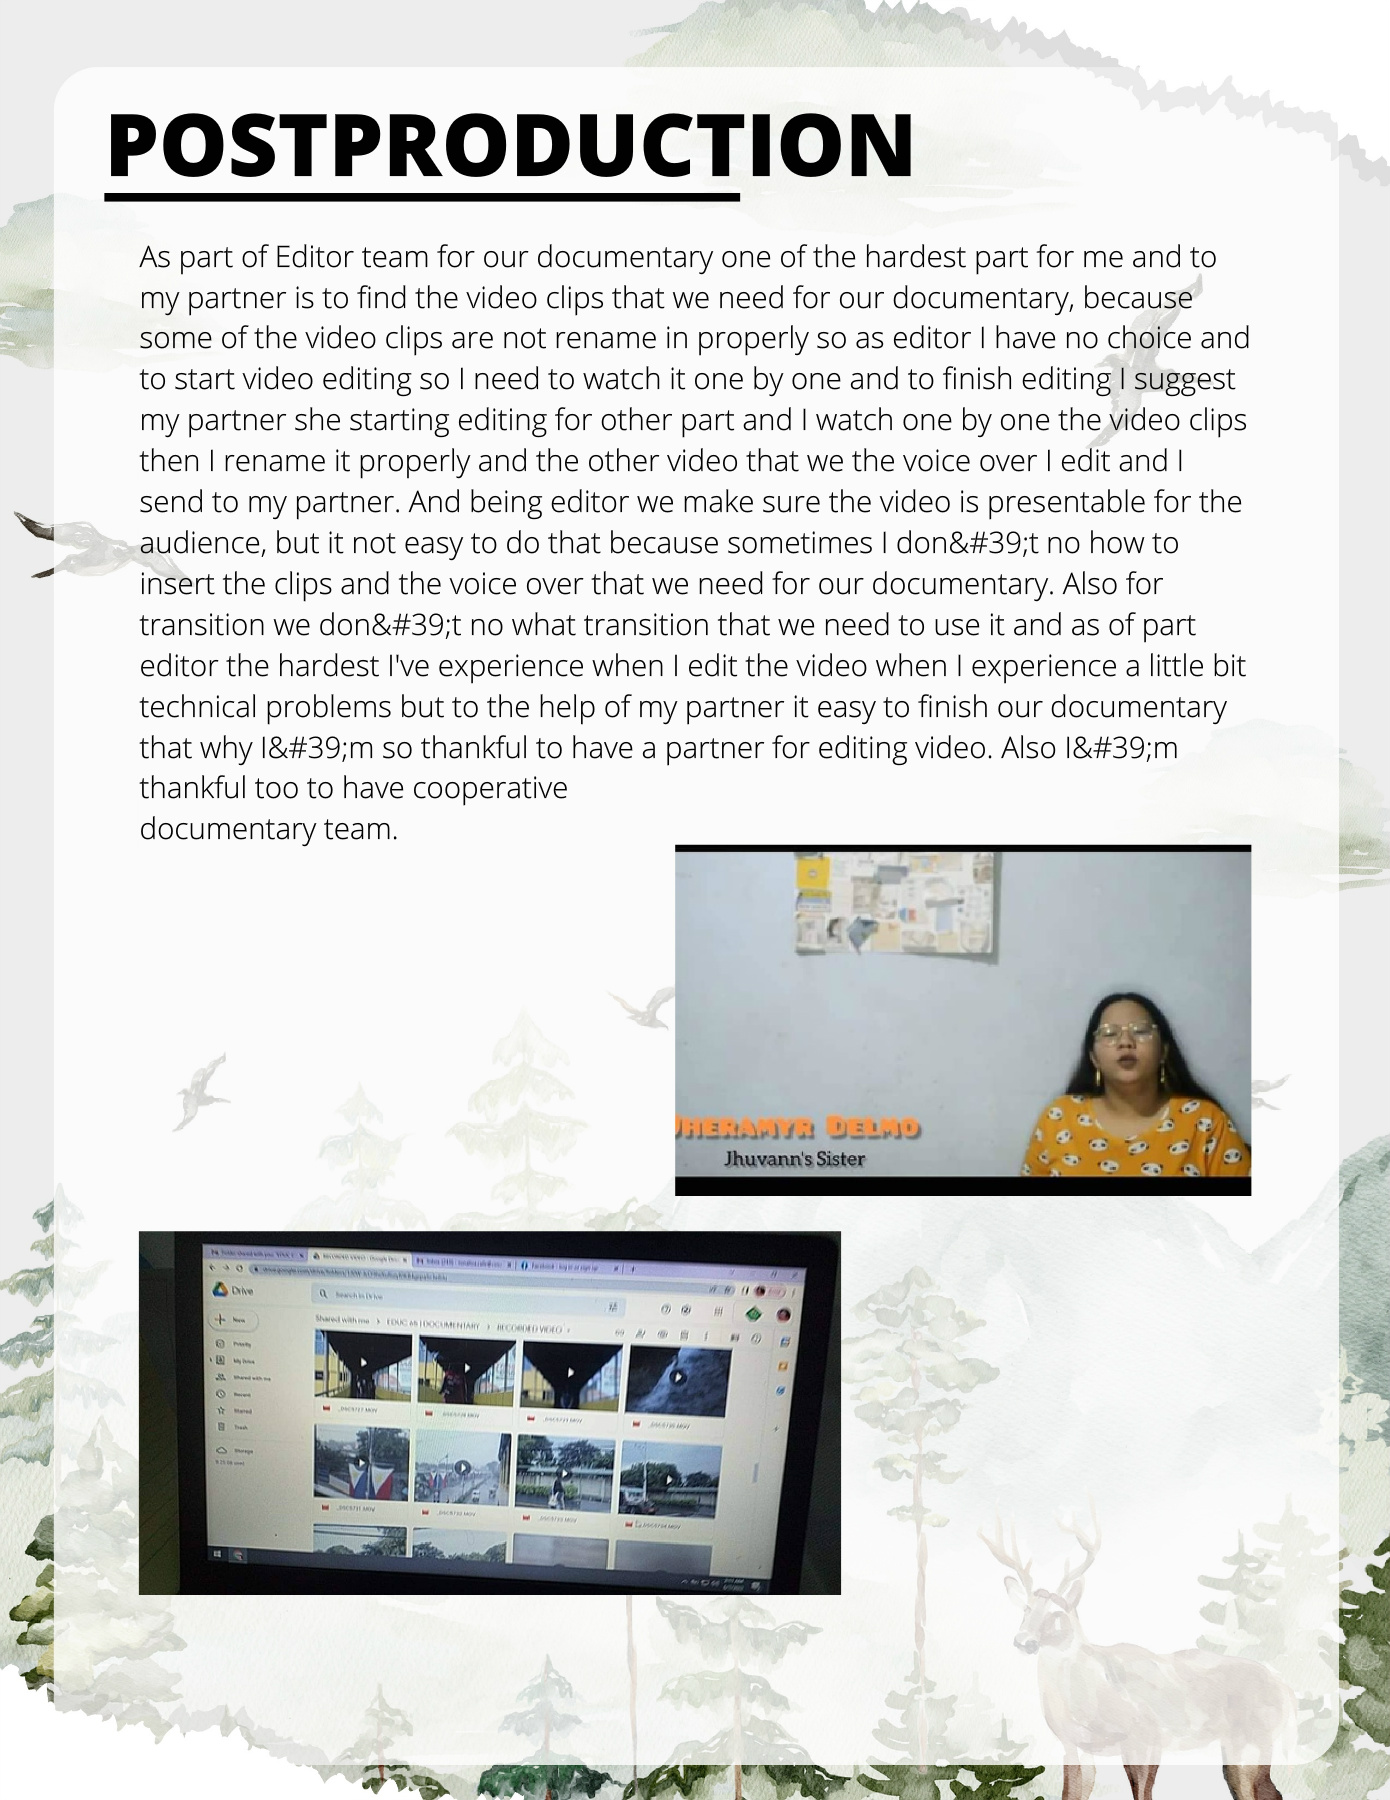 POSTPRODUCTION
As part of Editor team for our documentary one of the hardest part for me and to
my partner is to find the video clips that we need for our documentary, because
some of the video clips are not rename in properly so as editor I have no choice and
to start video editing so I need to watch it one by one and to finish editing I suggest
my partner she starting editing for other part and I watch one by one the video clips
then I rename it properly and the other video that we the voice over I edit and I
send to my partner. And being editor we make sure the video is presentable for the
audience, but it not easy to do that because sometimes I don&#39;t no how to
insert the clips and the voice over that we need for our documentary. Also for
transition we don&#39;t no what transition that we need to use it and as of part
editor the hardest I've experience when I edit the video when I experience a little bit
technical problems but to the help of my partner it easy to finish our documentary
that why I&#39;m so thankful to have a partner for editing video. Also I&#39;m
thankful too to have cooperative
documentary team.
JHERAMYR DELMO
Jhuvann's Sister
Drive
Search in Drive
New
Shared with me > EDUC 65 | DOCUMENTARY > RECORDED VIDEO
Priority
My Drive
Shared with me
Recent
Starred
Trash
Storage